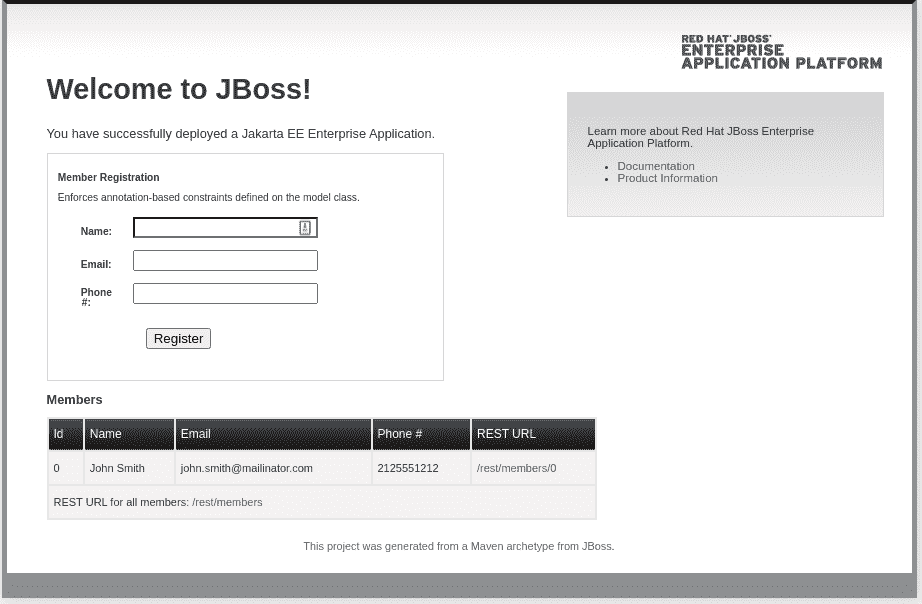 RED HAT® JBOSS®
ENTERPRISE
APPLICATION PLATFORM
Welcome to JBoss!
You have successfully deployed a Jakarta EE Enterprise Application.
Learn more about Red Hat JBoss Enterprise
Application Platform.
• Documentation
• Product Information
Member Registration
Enforces annotation-based constraints defined on the model class.
Name:
Email:
Phone
#:
Register
Members
Id Name Email Phone # REST URL
0 John Smith john.smith@mailinator.com 2125551212 /rest/members/0
REST URL for all members: /rest/members
This project was generated from a Maven archetype from JBoss.